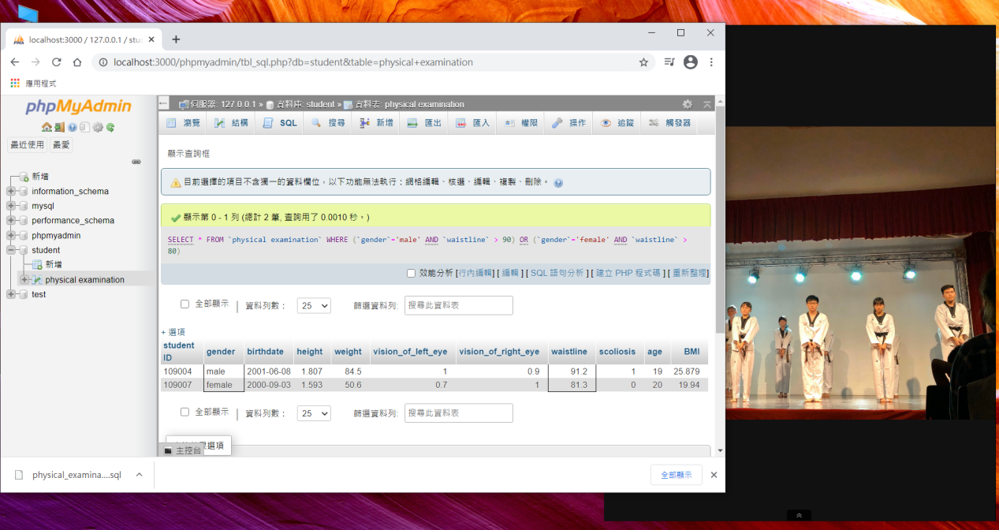 localhost:3000 / 127.0.0.1 / stud
localhost:3000/phpmyadmin/tbl_sql.php?db=student&table=physical+examination
應用程式
phpMyAdmin
最近使用 最愛
新增
information_schema
mysql
performance_schema
phpmyadmin
student
新增
physical examination
test
伺服器: 127.0.0.1 » 資料庫: student » 資料表: physical examination
瀏覽 結構 SQL 搜尋 新增 匯出 匯入 權限 操作 追蹤 觸發器
顯示查詢框
目前選擇的項目不含獨一的資料欄位，以下功能無法執行：網格編輯、核選、編輯、複製、刪除。
顯示第 0 - 1 列 (總計 2 筆, 查詢用了 0.0010 秒。)
SELECT * FROM `physical examination` WHERE (`gender`='male' AND `waistline` > 90) OR (`gender`='female' AND `waistline` >
80)
效能分析 [行內編輯] [ 編輯 ] [ SQL 語句分析 ] [ 建立 PHP 程式碼 ] [ 重新整理]
全部顯示 | 資料列數： 25 篩選資料列: 搜尋此資料表
+ 選項
student ID gender birthdate height weight vision_of_left_eye vision_of_right_eye waistline scoliosis age BMI
109004 male 2001-06-08 1.807 84.5 1 0.9 91.2 1 19 25.879
109007 female 2000-09-03 1.593 50.6 0.7 1 81.3 0 20 19.94
全部顯示 | 資料列數： 25 篩選資料列: 搜尋此資料表
選項
主控台
physical_examina....sql
全部顯示